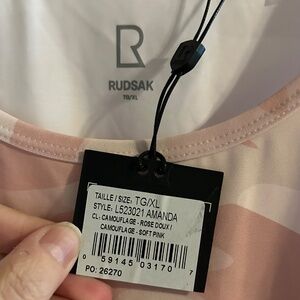 RUDSAK
TG/XL
TAILLE / SIZE: TG/XL
STYLE: L523021 AMANDA
CL: CAMOUFLAGE - ROSE DOUX /
CAMOUFLAGE - SOFT PINK
0 59145 03170 7
PO: 26270